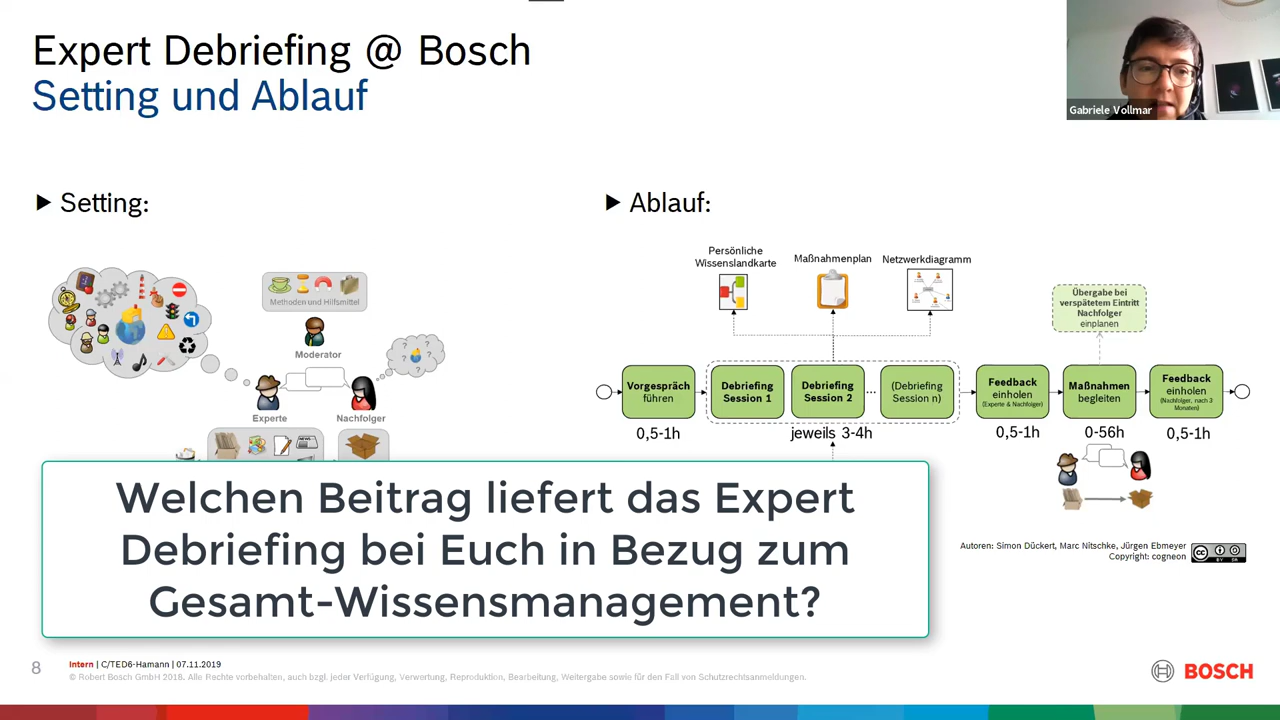 Expert Debriefing @ Bosch
Setting und Ablauf
Gabriele Vollmar
Setting:
Methoden und Hilfsmittel
Moderator
Experte
Nachfolger
Ablauf:
Persönliche
Wissenslandkarte
Maßnahmenplan
Netzwerkdiagramm
Übergabe bei
verspätetem Eintritt
Nachfolger
einplanen
Vorgespräch
führen
Debriefing
Session 1
Debriefing
Session 2
...
(Debriefing
Session n)
Feedback
einholen
(Experte & Nachfolger)
Maßnahmen
begleiten
Feedback
einholen
(Nachfolger, nach 3
Monaten)
0,5-1h
jeweils 3-4h
0,5-1h
0-56h
0,5-1h
Welchen Beitrag liefert das Expert
Debriefing bei Euch in Bezug zum
Gesamt-Wissensmanagement?
Autoren: Simon Dückert, Marc Nitschke, Jürgen Ebmeyer
Copyright: cogneon
8
Intern | C/TED6-Hamann | 07.11.2019
© Robert Bosch GmbH 2018. Alle Rechte vorbehalten, auch bzgl. jeder Verfügung, Verwertung, Reproduktion, Bearbeitung, Weitergabe sowie für den Fall von Schutzrechtsanmeldungen.
BOSCH